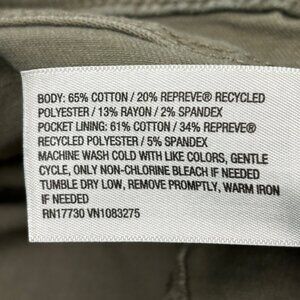 BODY: 65% COTTON / 20% REPREVE® RECYCLED
POLYESTER / 13% RAYON / 2% SPANDEX
POCKET LINING: 61% COTTON / 34% REPREVE®
RECYCLED POLYESTER / 5% SPANDEX
MACHINE WASH COLD WITH LIKE COLORS, GENTLE
CYCLE, ONLY NON-CHLORINE BLEACH IF NEEDED
TUMBLE DRY LOW, REMOVE PROMPTLY, WARM IRON
IF NEEDED
RN17730 VN1083275